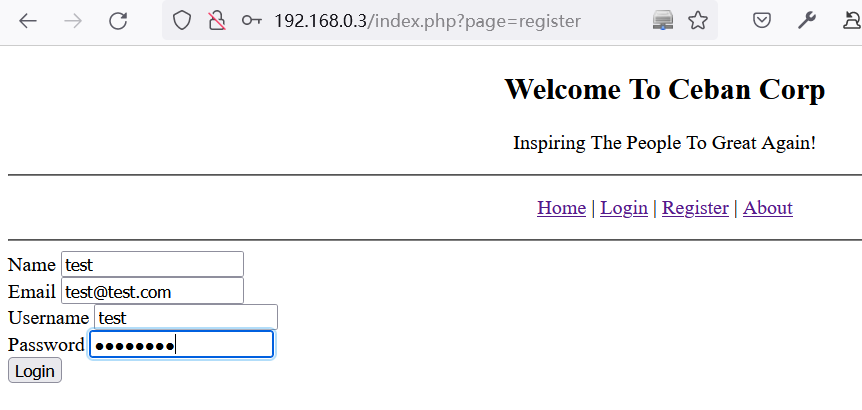 192.168.0.3/index.php?page=register
Welcome To Ceban Corp
Inspiring The People To Great Again!
Home | Login | Register | About
Name test
Email test@test.com
Username test
Password ●●●●●●●●
Login